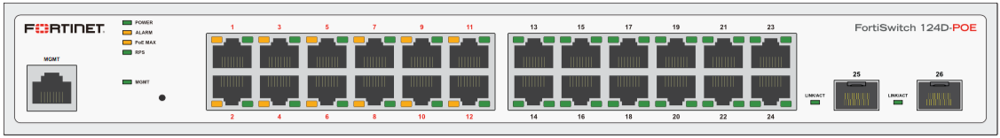 FORTINET
POWER
ALARM
PoE MAX
RPS
MGMT
MGMT
1 3 5 7 9 11
2 4 6 8 10 12
13 15 17 19 21 23
14 16 18 20 22 24
FortiSwitch 124D-POE
25 26
LINK/ACT LINK/ACT